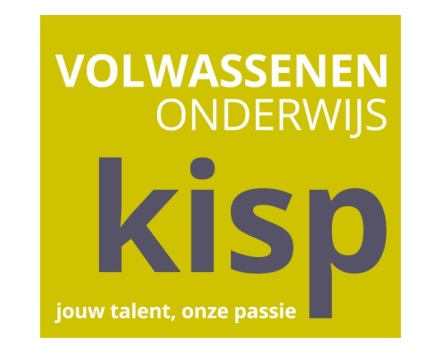 VOLWASSENEN
ONDERWIJS
kisp
jouw talent, onze passie